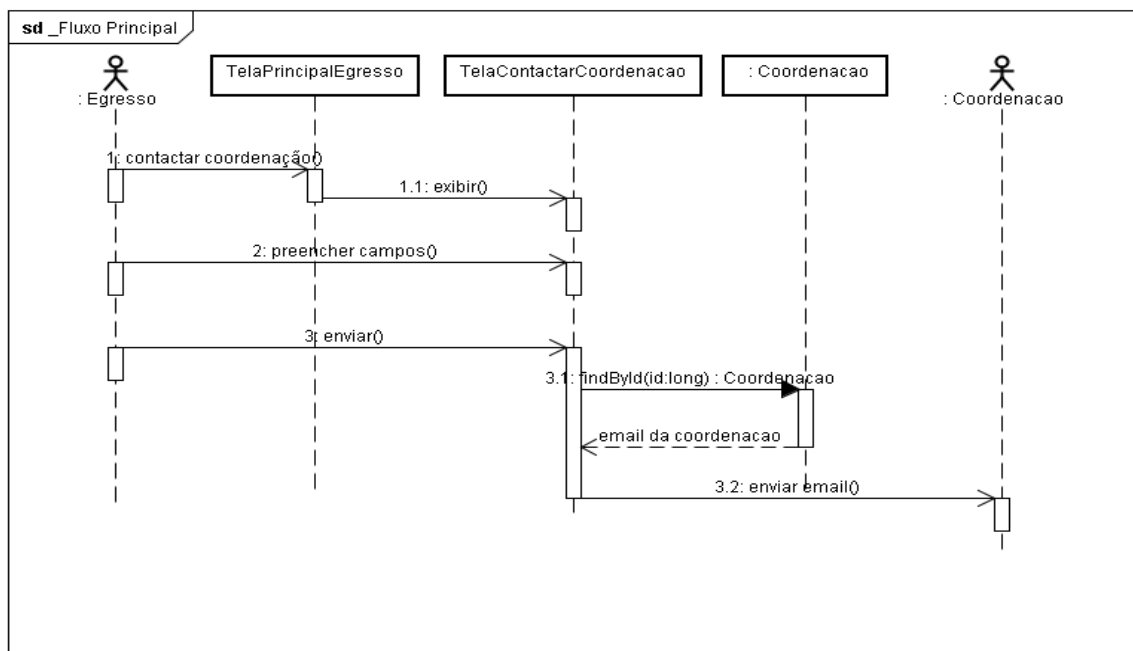 sd _Fluxo Principal
: Egresso
TelaPrincipalEgresso
TelaContactarCoordenacao
: Coordenacao
: Coordenacao
1: contactar coordenação()
1.1: exibir()
2: preencher campos()
3: enviar()
3.1: findById(id:long) : Coordenacao
email da coordenacao
3.2: enviar email()